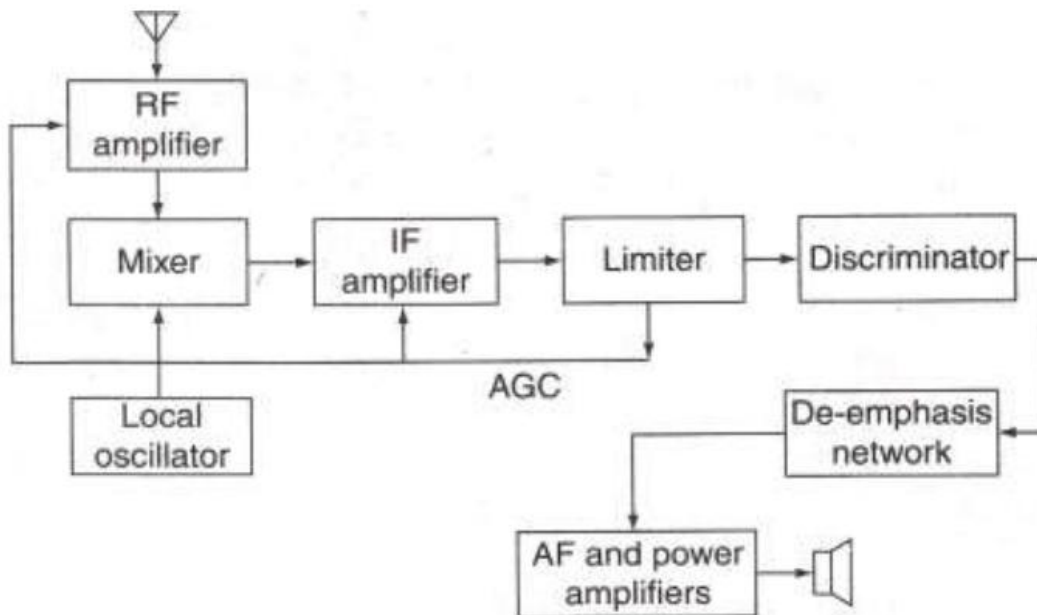 RF
amplifier
Mixer
IF
amplifier
Limiter
Discriminator
AGC
Local
oscillator
De-emphasis
network
AF and power
amplifiers